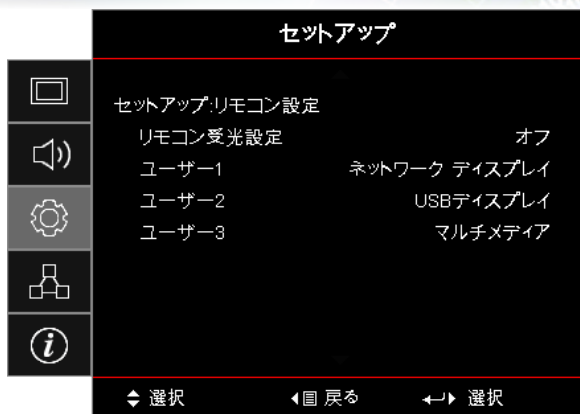 セットアップ
セットアップ:リモコン設定
リモコン受光設定 オフ
ユーザー1 ネットワーク ディスプレイ
ユーザー2 USBディスプレイ
ユーザー3 マルチメディア
選択 戻る 選択